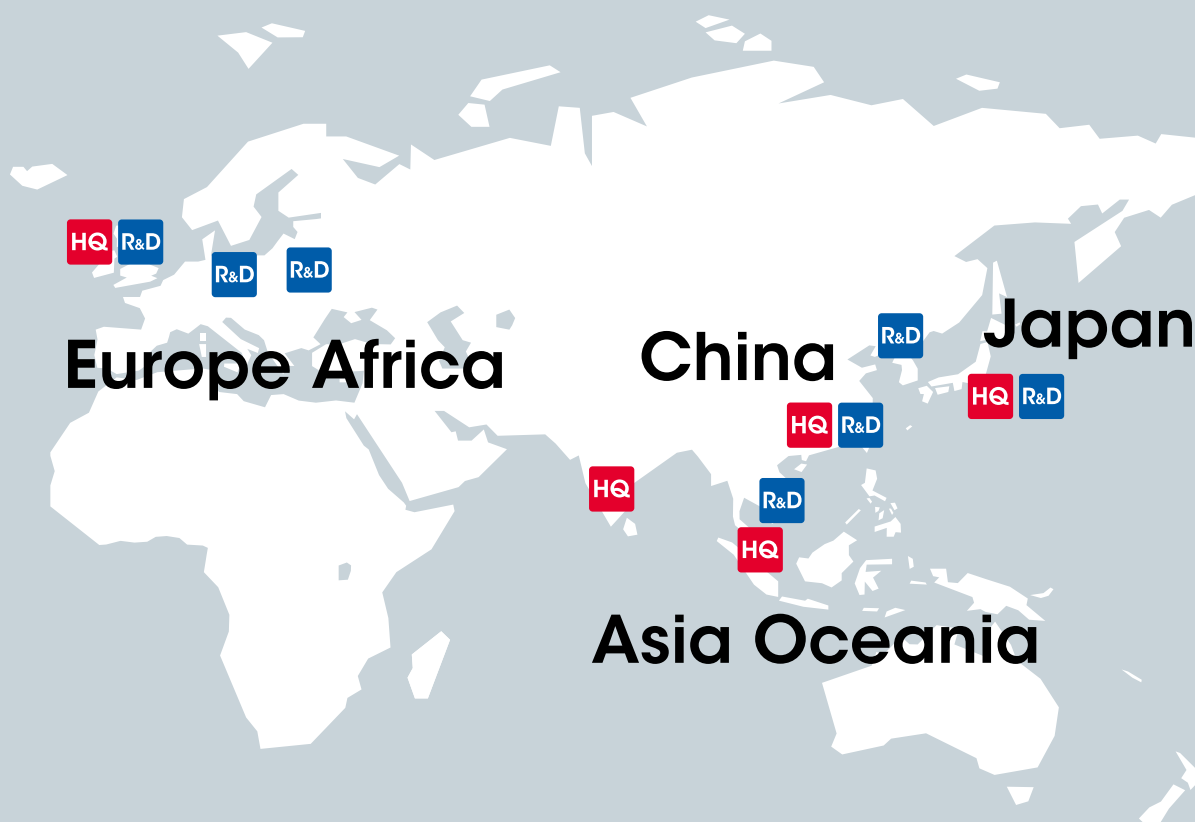 HQ R&D
R&D
R&D
Europe Africa
China
R&D
Japan
HQ R&D
HQ R&D
HQ
R&D
HQ
Asia Oceania